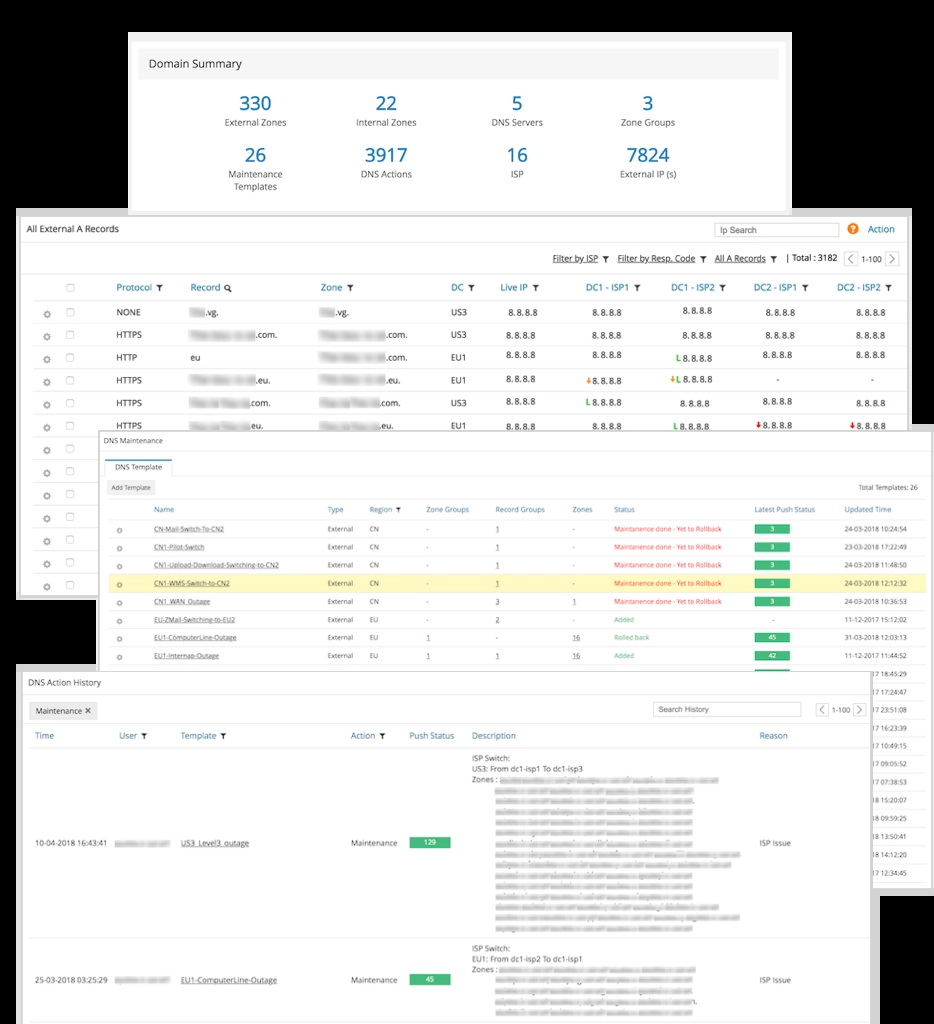 Domain Summary
330 22 5 3
External Zones Internal Zones DNS Servers Zone Groups
26 3917 16 7824
Maintenance Templates DNS Actions ISP External IP (s)
All External A Records Ip Search ? Action
Filter by ISP Filter by Resp. Code All A Records | Total : 3182 1-100
Protocol Record Zone DC Live IP DC1 - ISP1 DC1 - ISP2 DC2 - ISP1 DC2 - ISP2
NONE .vg. .vg. US3 8.8.8.8 8.8.8.8 8.8.8.8 8.8.8.8 8.8.8.8
HTTPS .com. .com. US3 8.8.8.8 8.8.8.8 8.8.8.8 8.8.8.8 8.8.8.8
HTTP eu .com. EU1 8.8.8.8 8.8.8.8 L 8.8.8.8 8.8.8.8 8.8.8.8
HTTPS .eu. .eu. EU1 8.8.8.8 8.8.8.8 L 8.8.8.8 - -
HTTPS .com. .com. US3 8.8.8.8 L 8.8.8.8 8.8.8.8 8.8.8.8 8.8.8.8
HTTPS .eu. .eu. EU1 8.8.8.8 8.8.8.8 L 8.8.8.8 8.8.8.8 8.8.8.8
DNS Maintenance
DNS Template
Add Template Total Templates: 26
Name Type Region Zone Groups Record Groups Zones Status Latest Push Status Updated Time
CN-Mail-Switch-To-CN2 External CN - 1 - Maintanence done - Yet to Rollback 3 24-03-2018 10:24:54
CN1-Pilot-Switch External CN - 1 - Maintanence done - Yet to Rollback 3 23-03-2018 17:22:49
CN1-Upload-Download-Switching-to-CN2 External CN - 1 - Maintanence done - Yet to Rollback 3 24-03-2018 11:48:50
CN1-WMS-Switch-to-CN2 External CN - 1 - Maintanence done - Yet to Rollback 3 24-03-2018 12:12:32
CN1_WAN_Outage External CN - 3 1 Maintanence done - Yet to Rollback 3 24-03-2018 10:36:53
EU-ZMail-Switching-to-EU2 External EU - 2 - Added - 11-12-2017 15:12:02
EU1-ComputerLine-Outage External EU 1 - 16 Rolled back 45 31-03-2018 12:03:13
EU1-Internap-Outage External EU 1 1 16 Added 42 11-12-2017 11:44:52
17 18:45:29
17 17:24:47
17 23:51:08
17 16:23:39
17 10:49:15
17 09:05:52
17 07:38:53
18 15:20:07
18 09:59:25
18 13:50:41
18 14:12:20
17 12:34:45
DNS Action History
Maintenance ✕ Search History 1-100
Time User Template Action Push Status Description Reason
ISP Switch:
US3: From dc1-isp1 To dc1-isp3
Zones :
10-04-2018 16:43:41 US3_Level3_outage Maintenance 129 ISP Issue
ISP Switch:
EU1: From dc1-isp2 To dc1-isp1
Zones :
25-03-2018 03:25:29 EU1-ComputerLine-Outage Maintenance 45 ISP Issue